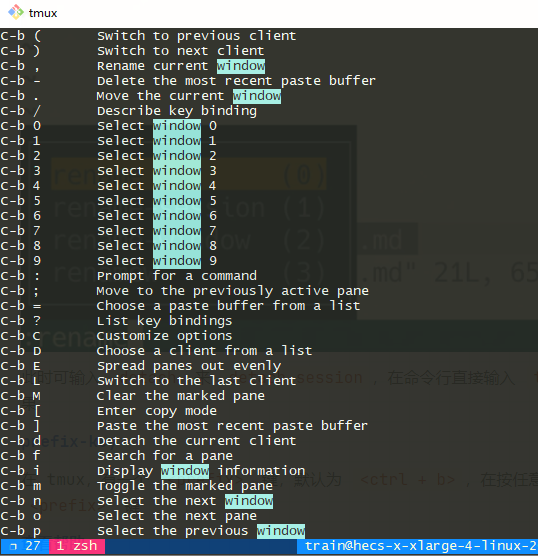 tmux
C-b ( Switch to previous client
C-b ) Switch to next client
C-b , Rename current window
C-b - Delete the most recent paste buffer
C-b . Move the current window
C-b / Describe key binding
C-b 0 Select window 0
C-b 1 Select window 1
C-b 2 Select window 2
C-b 3 Select window 3
C-b 4 Select window 4
C-b 5 Select window 5
C-b 6 Select window 6
C-b 7 Select window 7
C-b 8 Select window 8
C-b 9 Select window 9
C-b : Prompt for a command
C-b ; Move to the previously active pane
C-b = Choose a paste buffer from a list
C-b ? List key bindings
C-b C Customize options
C-b D Choose a client from a list
C-b E Spread panes out evenly
C-b L Switch to the last client
C-b M Clear the marked pane
C-b [ Enter copy mode
C-b ] Paste the most recent paste buffer
C-b d Detach the current client
C-b f Search for a pane
C-b i Display window information
C-b m Toggle the marked pane
C-b n Select the next window
C-b o Select the next pane
C-b p Select the previous window
27 1 zsh train@hecs-x-xlarge-4-linux-2